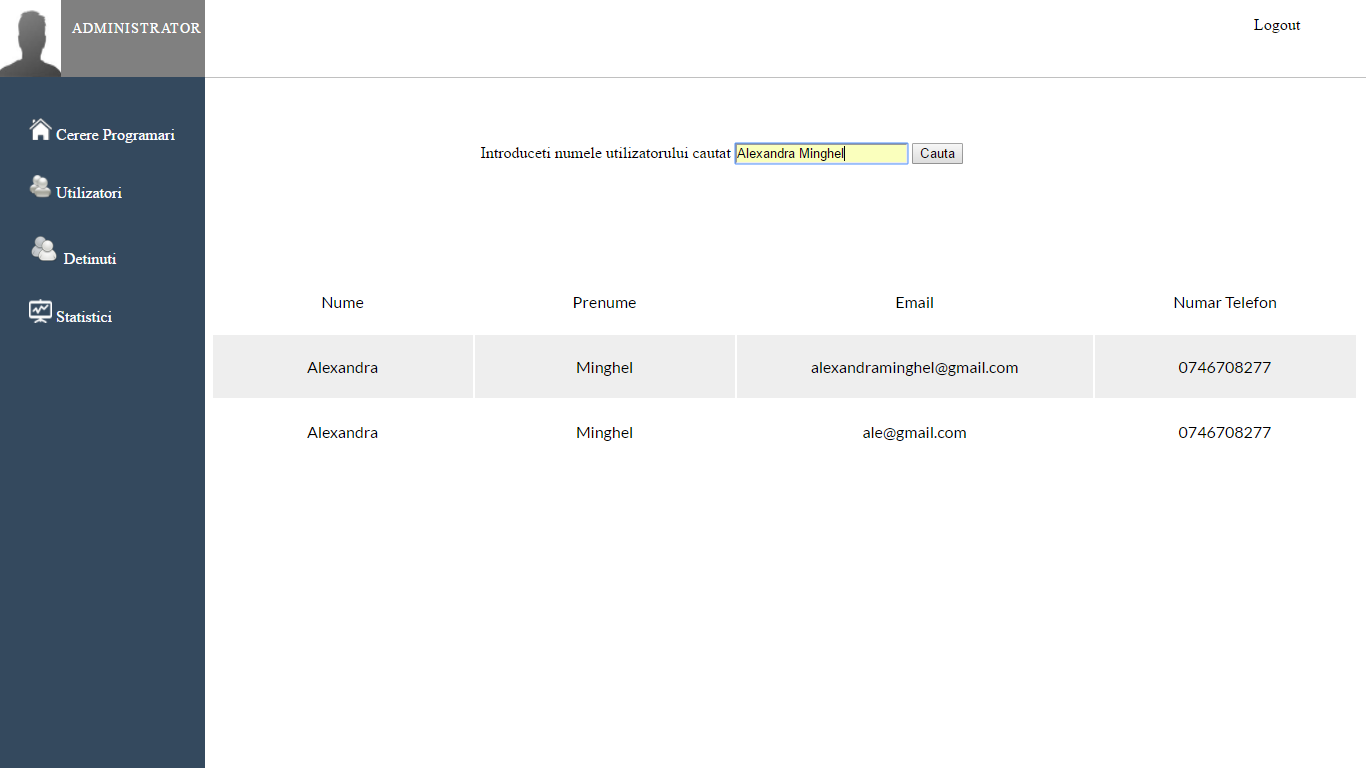 ADMINISTRATOR
Logout
Cerere Programari
Utilizatori
Detinuti
Statistici
Introduceti numele utilizatorului cautat Alexandra Minghel Cauta
Nume Prenume Email Numar Telefon
Alexandra Minghel alexandraminghel@gmail.com 0746708277
Alexandra Minghel ale@gmail.com 0746708277